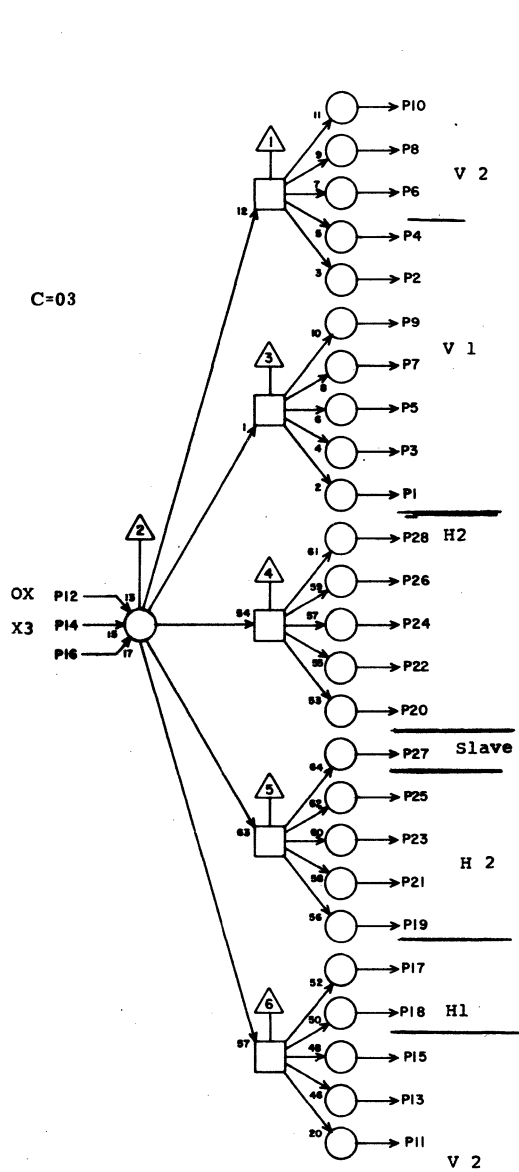 11 P10
1
9 P8
V 2
7 P6
12
5 P4
3 P2
C=03
10 P9
V 1
3
8 P7
6 P5
1
4 P3
2 P1
61 P28 H2
2
4
59 P26
OX P12 13
54 57 P24
X3 P14 15
P16 17
55 P22
53 P20
Slave
64 P27
5
62 P25
63 60 P23
H 2
58 P21
56 P19
52 P17
6
50 P18 H1
57 48 P15
46 P13
20 P11
V 2